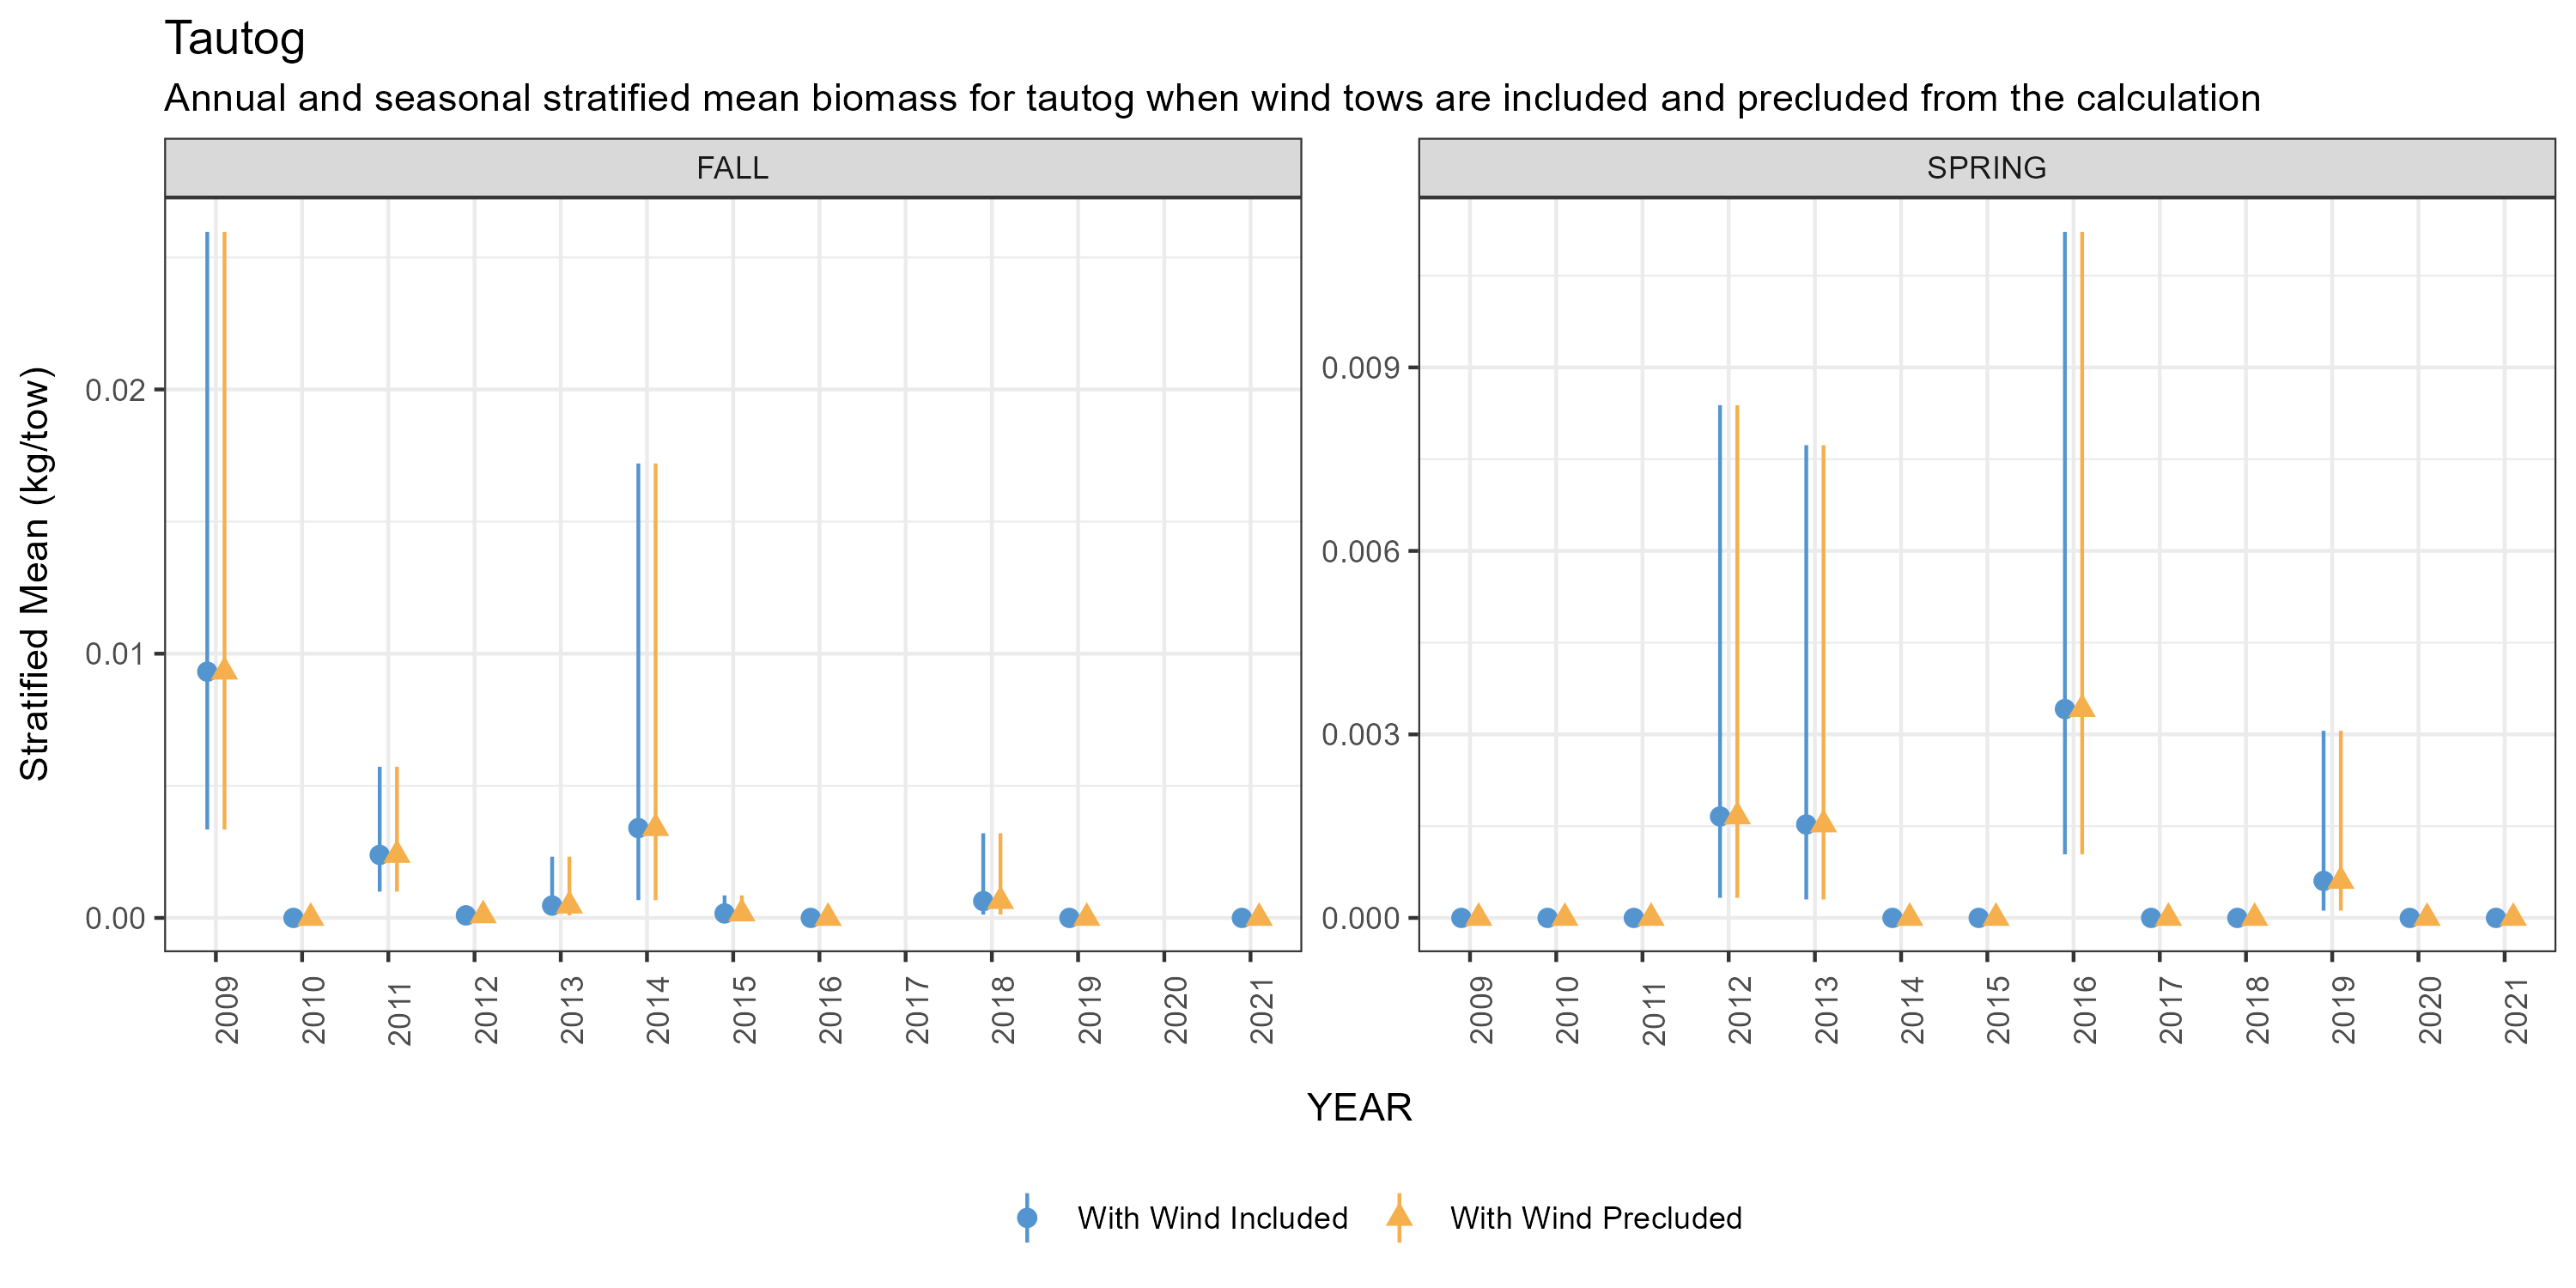 Tautog
Annual and seasonal stratified mean biomass for tautog when wind tows are included and precluded from the calculation
FALL
SPRING
Stratified Mean (kg/tow)
0.02
0.01
0.00
0.009
0.006
0.003
0.000
2009 2010 2011 2012 2013 2014 2015 2016 2017 2018 2019 2020 2021
2009 2010 2011 2012 2013 2014 2015 2016 2017 2018 2019 2020 2021
YEAR
With Wind Included With Wind Precluded